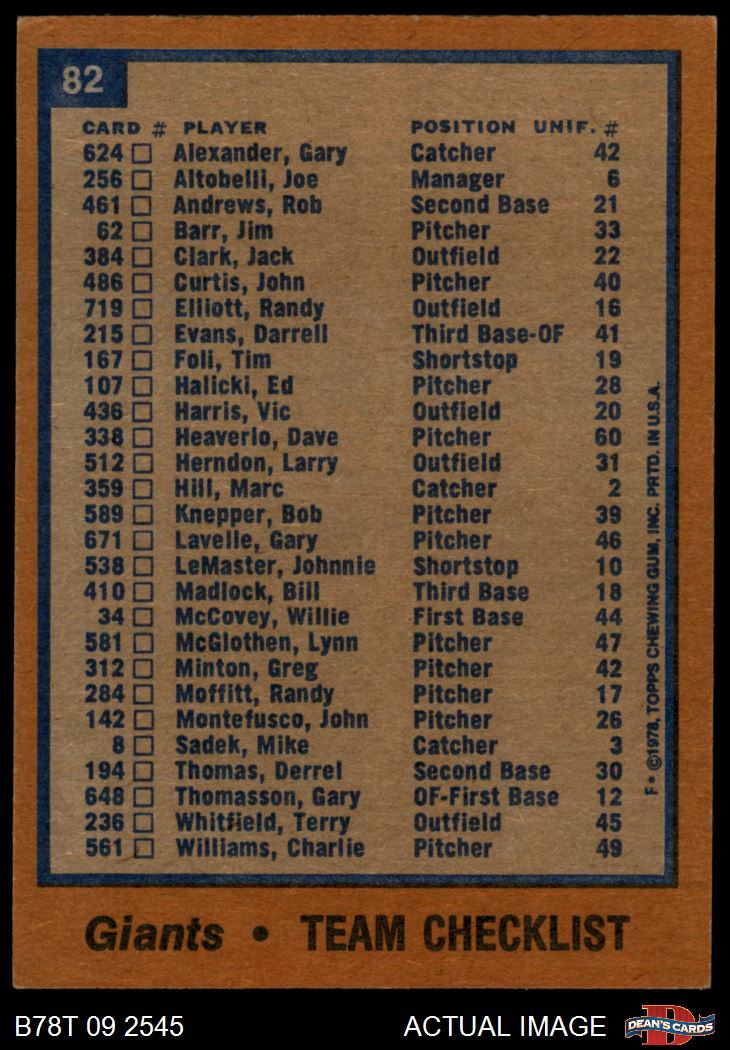 82
CARD # PLAYER POSITION UNIF. #
624 Alexander, Gary Catcher 42
256 Altobelli, Joe Manager 6
461 Andrews, Rob Second Base 21
62 Barr, Jim Pitcher 33
384 Clark, Jack Outfield 22
486 Curtis, John Pitcher 40
719 Elliott, Randy Outfield 16
215 Evans, Darrell Third Base-OF 41
167 Foli, Tim Shortstop 19
107 Halicki, Ed Pitcher 28
436 Harris, Vic Outfield 20
338 Heaverlo, Dave Pitcher 60
512 Herndon, Larry Outfield 31
359 Hill, Marc Catcher 2
589 Knepper, Bob Pitcher 39
671 Lavelle, Gary Pitcher 46
538 LeMaster, Johnnie Shortstop 10
410 Madlock, Bill Third Base 18
34 McCovey, Willie First Base 44
581 McGlothen, Lynn Pitcher 47
312 Minton, Greg Pitcher 42
284 Moffitt, Randy Pitcher 17
142 Montefusco, John Pitcher 26
8 Sadek, Mike Catcher 3
194 Thomas, Derrel Second Base 30
648 Thomasson, Gary OF-First Base 12
236 Whitfield, Terry Outfield 45
561 Williams, Charlie Pitcher 49
F* ©1978, TOPPS CHEWING GUM, INC. PRTD. IN U.S.A.
Giants • TEAM CHECKLIST
B78T 09 2545 ACTUAL IMAGE
D
DEAN'S CARDS